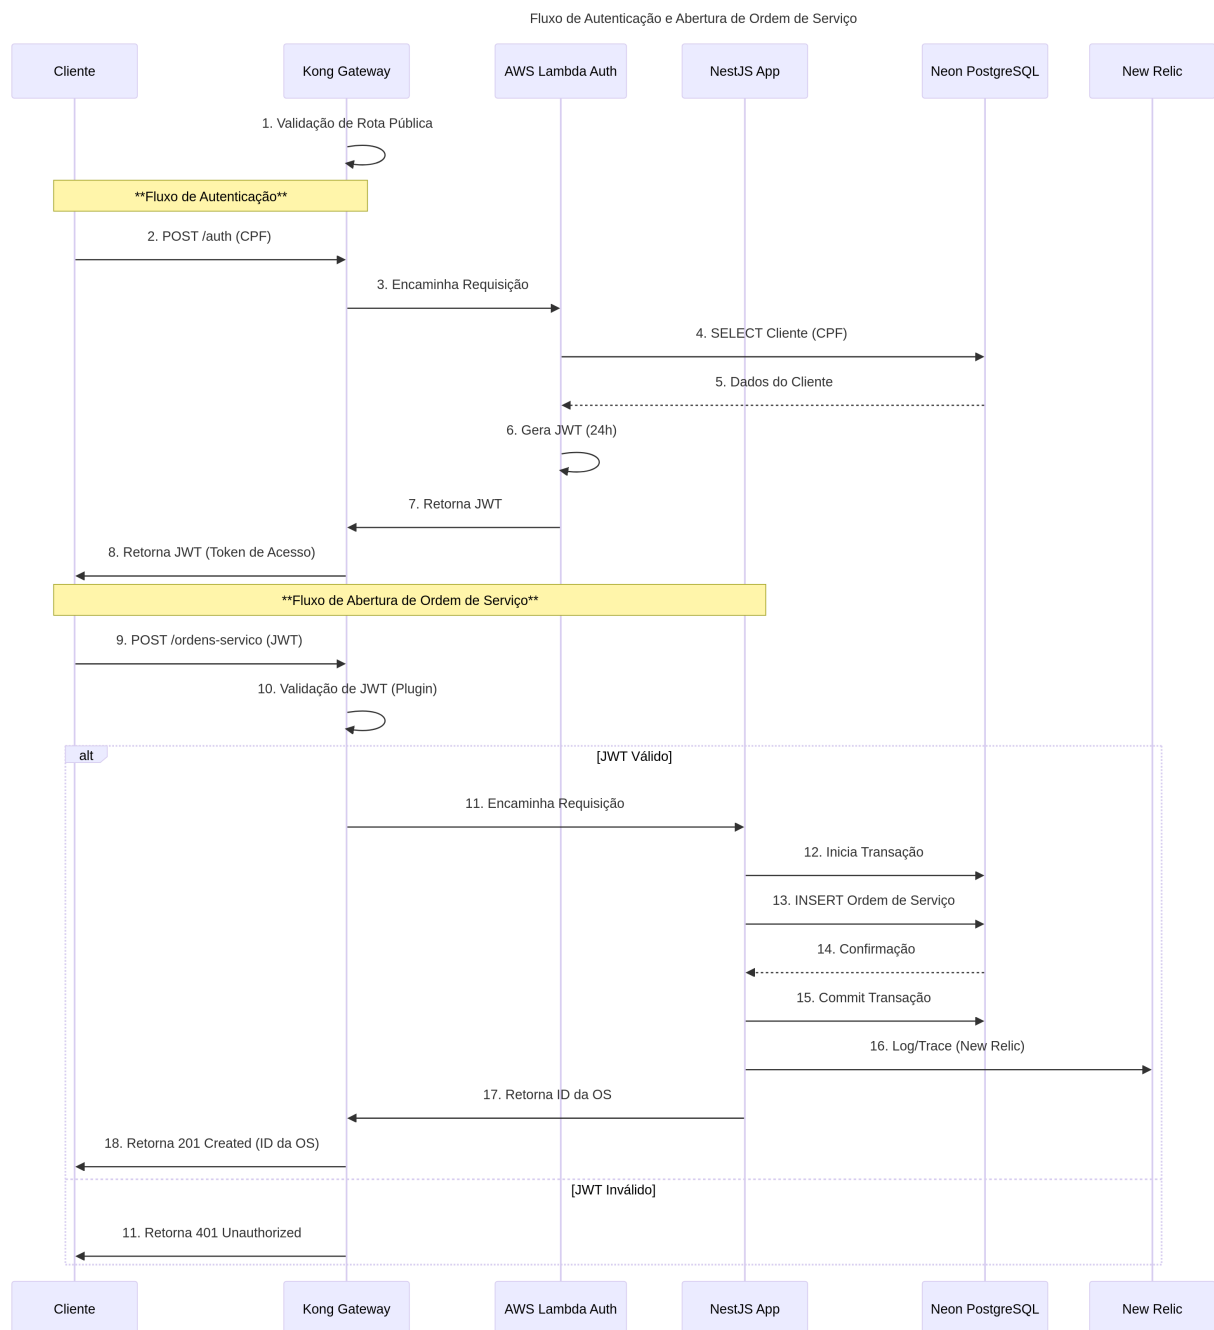 Fluxo de Autenticação e Abertura de Ordem de Serviço
Cliente
Kong Gateway
AWS Lambda Auth
NestJS App
Neon PostgreSQL
New Relic
1. Validação de Rota Pública
**Fluxo de Autenticação**
2. POST /auth (CPF)
3. Encaminha Requisição
4. SELECT Cliente (CPF)
5. Dados do Cliente
6. Gera JWT (24h)
7. Retorna JWT
8. Retorna JWT (Token de Acesso)
**Fluxo de Abertura de Ordem de Serviço**
9. POST /ordens-servico (JWT)
10. Validação de JWT (Plugin)
alt
[JWT Válido]
11. Encaminha Requisição
12. Inicia Transação
13. INSERT Ordem de Serviço
14. Confirmação
15. Commit Transação
16. Log/Trace (New Relic)
17. Retorna ID da OS
18. Retorna 201 Created (ID da OS)
[JWT Inválido]
11. Retorna 401 Unauthorized
Cliente
Kong Gateway
AWS Lambda Auth
NestJS App
Neon PostgreSQL
New Relic